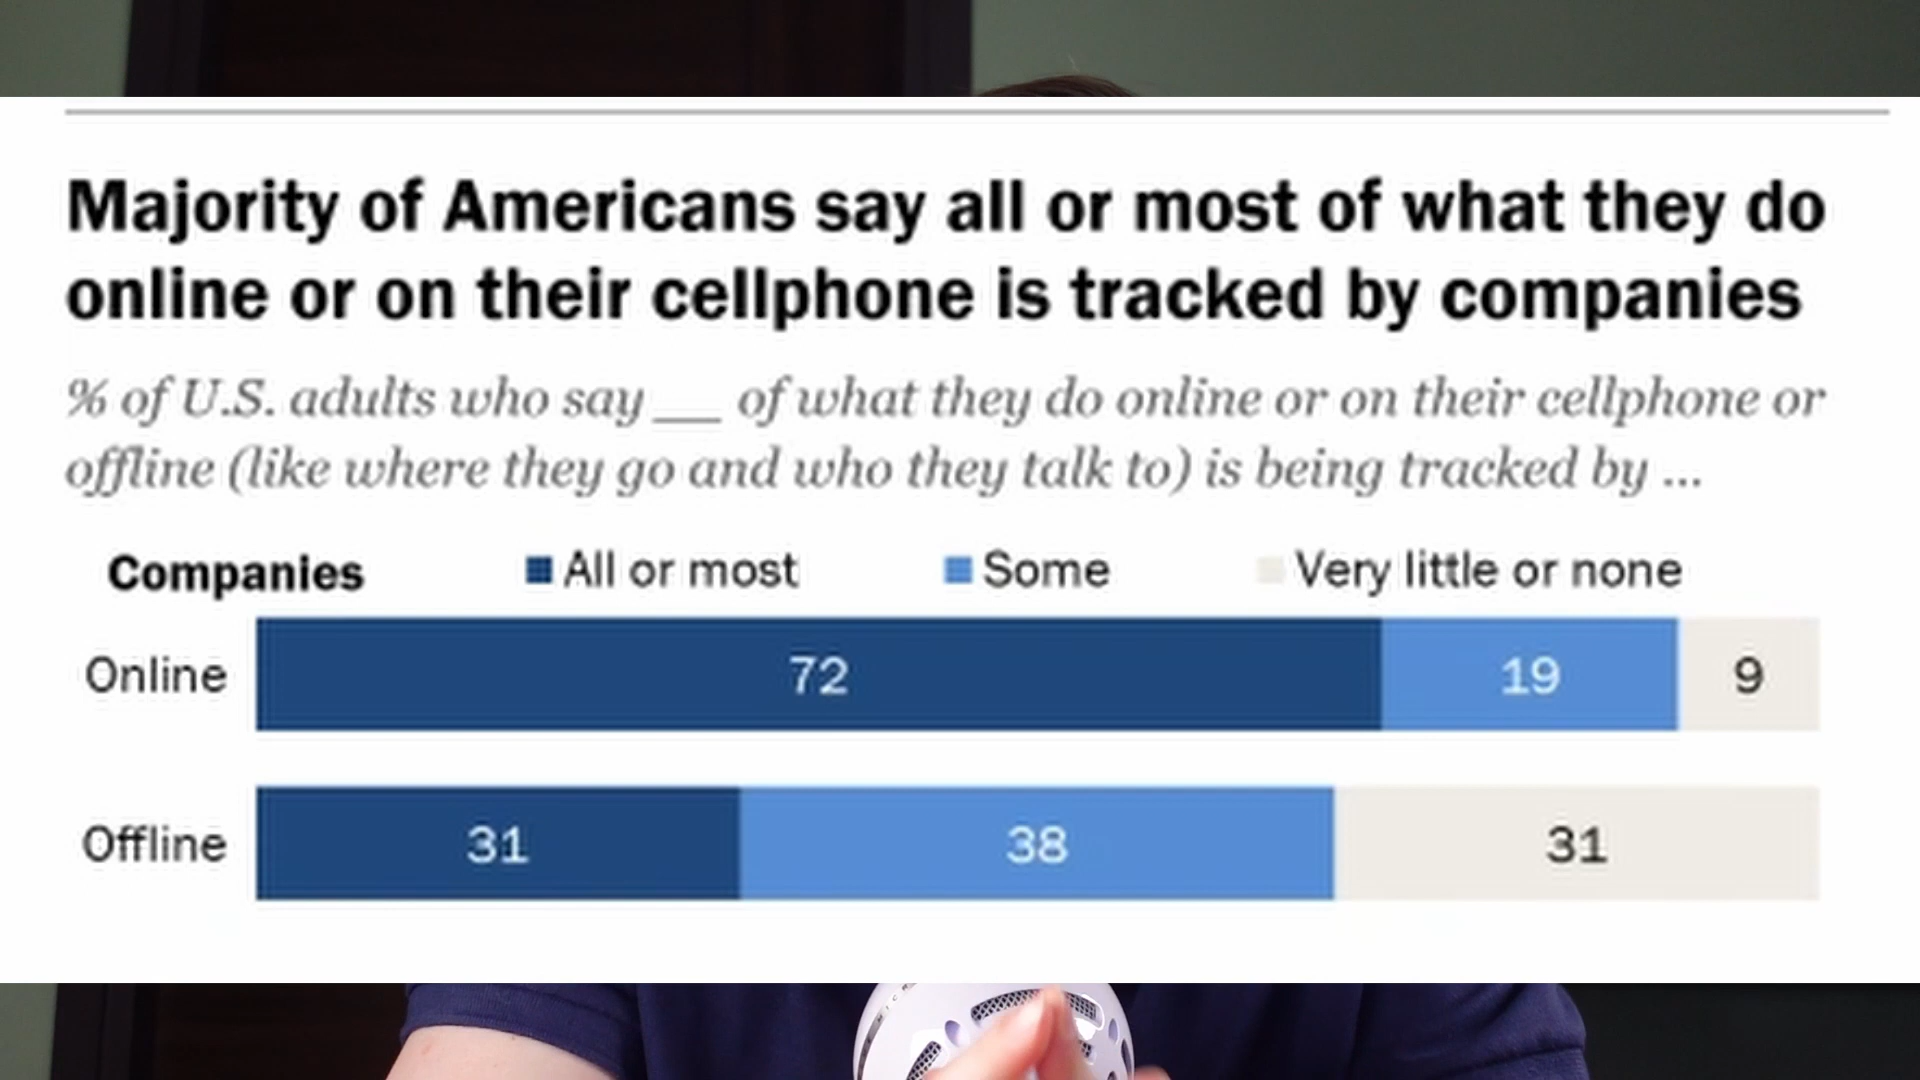 Majority of Americans say all or most of what they do
online or on their cellphone is tracked by companies
% of U.S. adults who say __ of what they do online or on their cellphone or
offline (like where they go and who they talk to) is being tracked by ...
Companies All or most Some Very little or none
Online 72 19 9
Offline 31 38 31